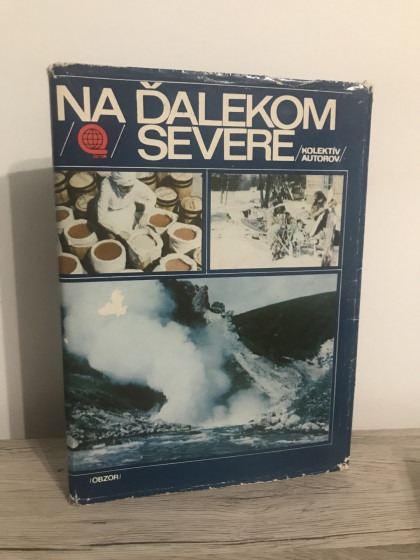 NA ĎALEKOM
SEVERE
/KOLEKTÍV
AUTOROV/
/OBZOR/